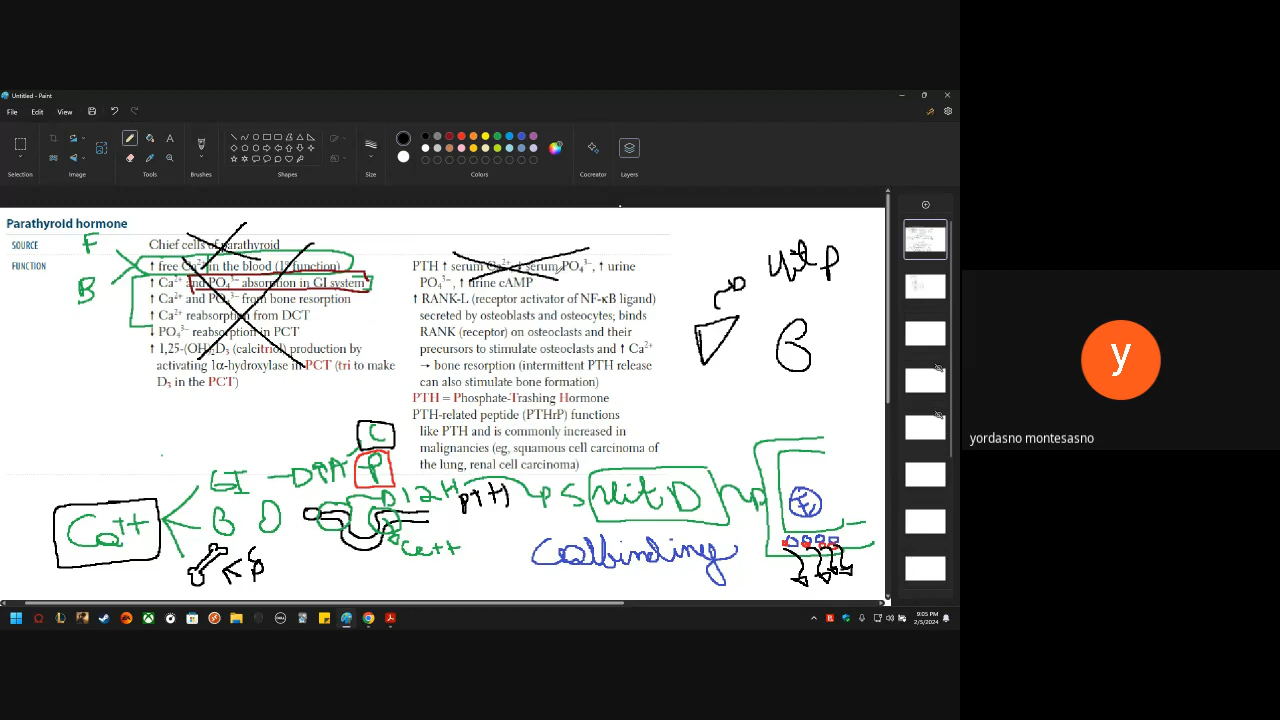 Untitled - Paint
File Edit View
Selection Image Tools Brushes Shapes Size Colors Cocreator Layers
Parathyroid hormone
SOURCE Chief cells of parathyroid
FUNCTION
↑ free Ca²⁺ in the blood (1° function)
↑ Ca²⁺ and PO₄³⁻ absorption in GI system
↑ Ca²⁺ and PO₄³⁻ from bone resorption
↑ Ca²⁺ reabsorption from DCT
↓ PO₄³⁻ reabsorption in PCT
↑ 1,25-(OH)₂D₃ (calcitriol) production by
activating 1α-hydroxylase in PCT (tri to make
D₃ in the PCT)
PTH ↑ serum Ca²⁺, ↓ serum PO₄³⁻, ↑ urine
PO₄³⁻, ↑ urine cAMP
↑ RANK-L (receptor activator of NF-κB ligand)
secreted by osteoblasts and osteocytes; binds
RANK (receptor) on osteoclasts and their
precursors to stimulate osteoclasts and ↑ Ca²⁺
→ bone resorption (intermittent PTH release
can also stimulate bone formation)
PTH = Phosphate-Trashing Hormone
PTH-related peptide (PTHrP) functions
like PTH and is commonly increased in
malignancies (eg, squamous cell carcinoma of
the lung, renal cell carcinoma)
F
B
C
P
GI
B
Ca++
PTH
Vit D
Ca++
Calbinding
E
y
yordasno montesasno
9:05 PM
2/5/2024